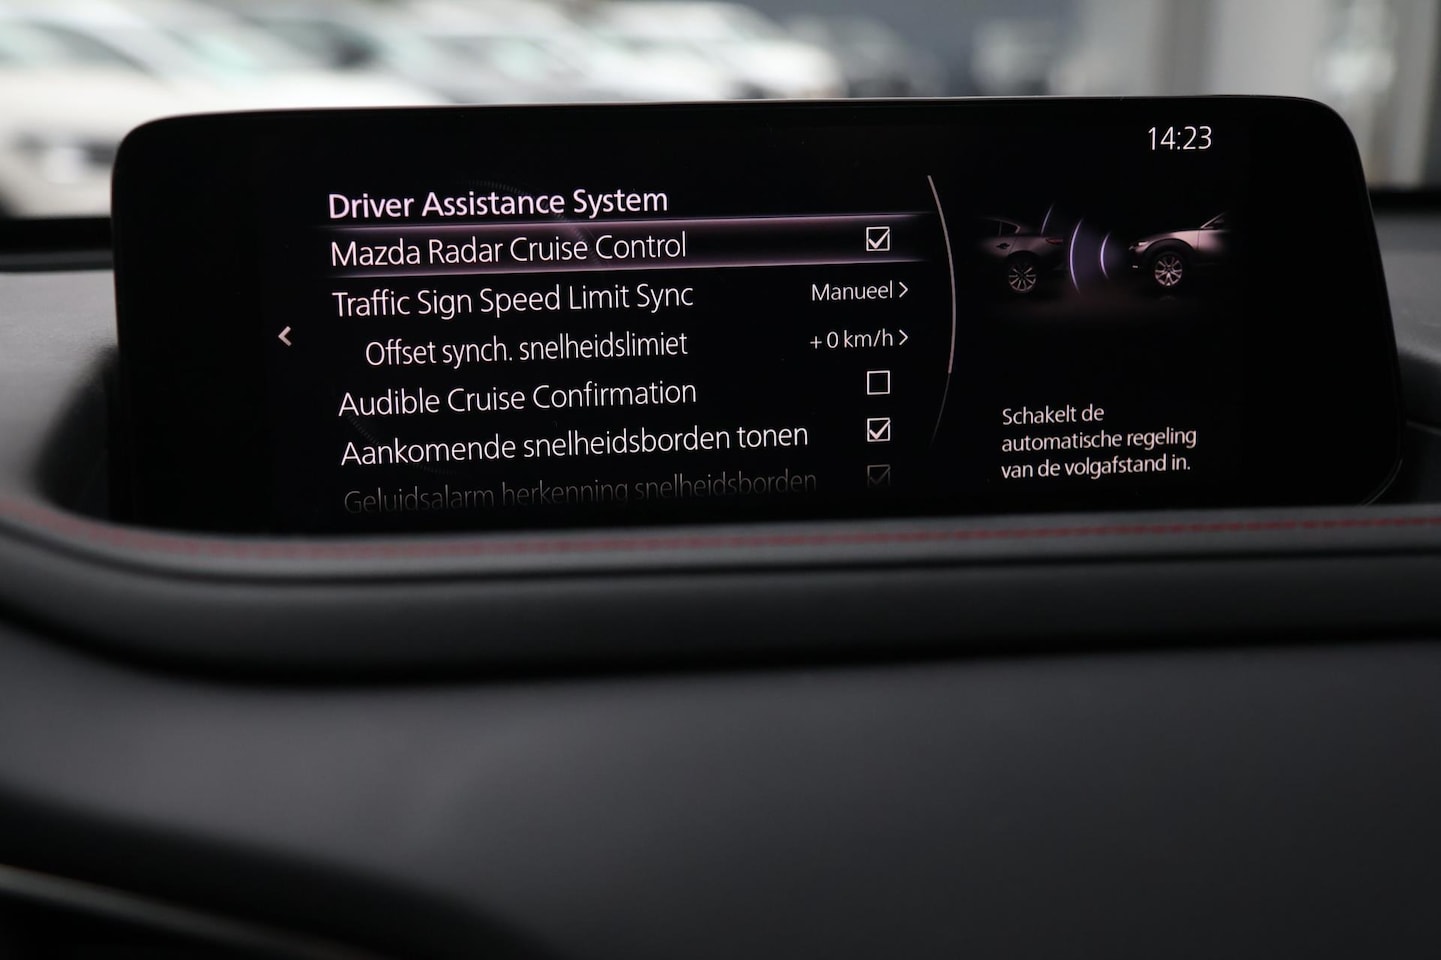 14:23
Driver Assistance System
Mazda Radar Cruise Control
Traffic Sign Speed Limit Sync Manueel
Offset synch. snelheidslimiet +0 km/h
Audible Cruise Confirmation
Aankomende snelheidsborden tonen
Geluidsalarm herkenning snelheidsborden
Schakelt de
automatische regeling
van de volgafstand in.